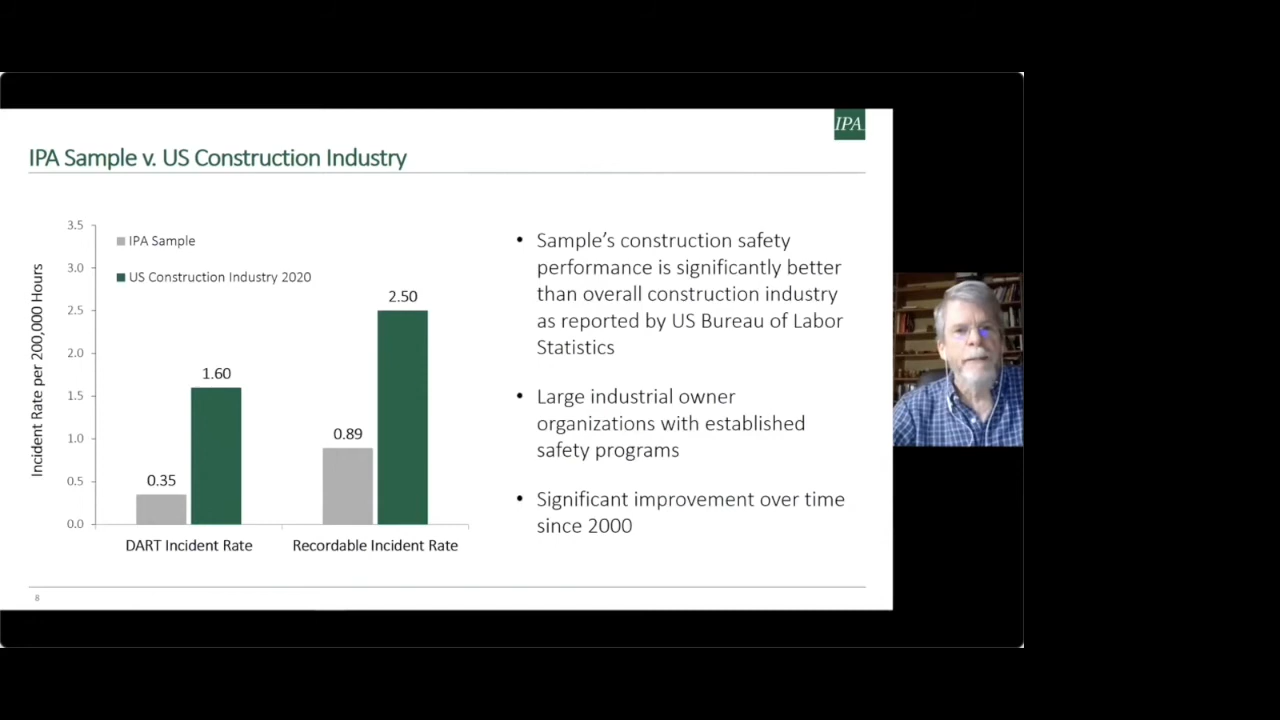 IPA
IPA Sample v. US Construction Industry
Incident Rate per 200,000 Hours
3.5
3.0
2.5
2.0
1.5
1.0
0.5
0.0
IPA Sample
US Construction Industry 2020
0.35
1.60
0.89
2.50
DART Incident Rate
Recordable Incident Rate
• Sample’s construction safety
performance is significantly better
than overall construction industry
as reported by US Bureau of Labor
Statistics
• Large industrial owner
organizations with established
safety programs
• Significant improvement over time
since 2000
8